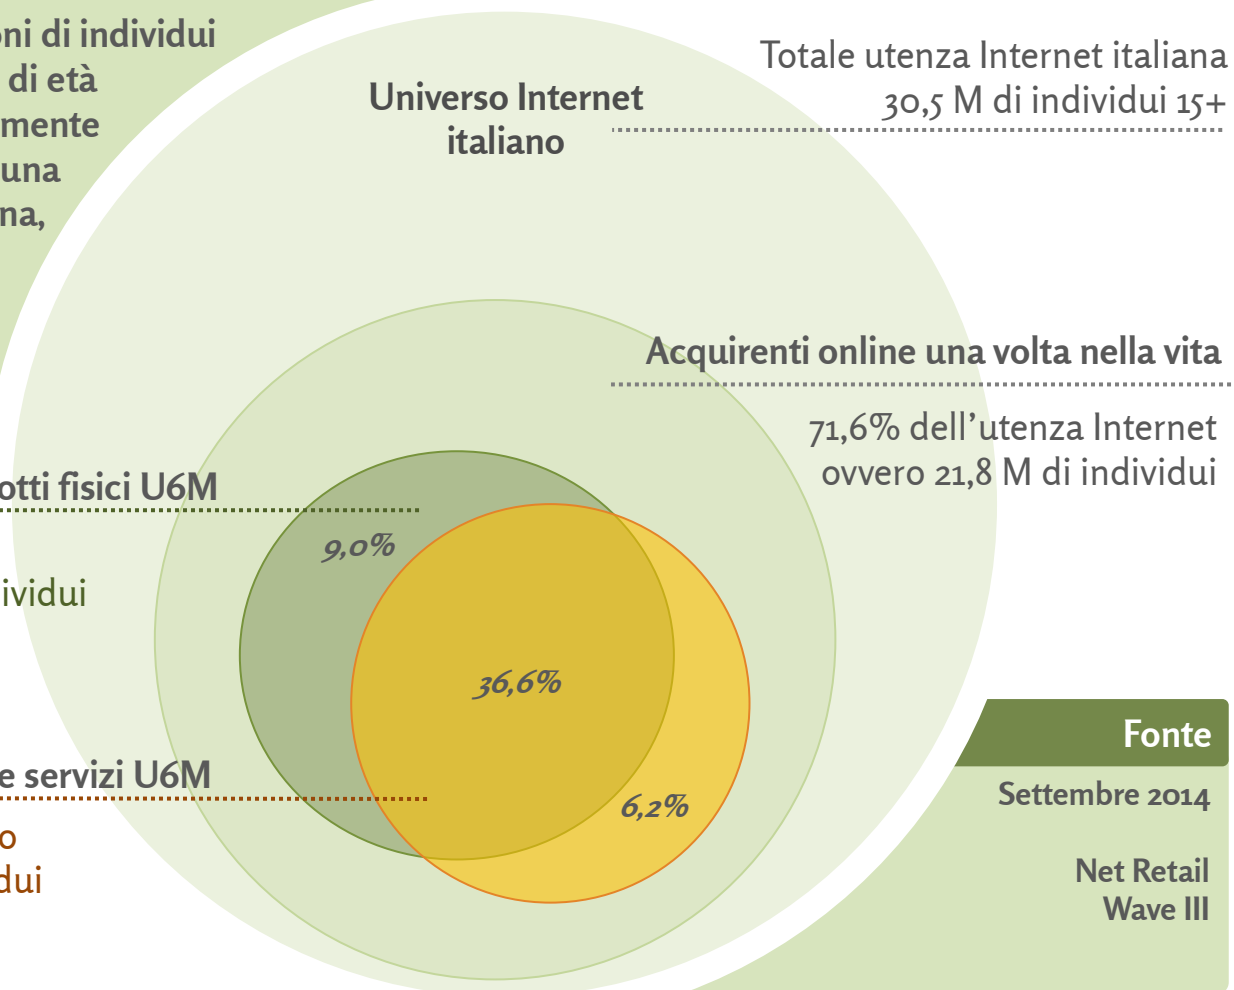 oni di individui
di età
mente
una
na,
Universo Internet
italiano
Totale utenza Internet italiana
30,5 M di individui 15+
Acquirenti online una volta nella vita
71,6% dell’utenza Internet
ovvero 21,8 M di individui
otti fisici U6M
9,0%
ividui
36,6%
e servizi U6M
6,2%
o
dui
Fonte
Settembre 2014
Net Retail
Wave III